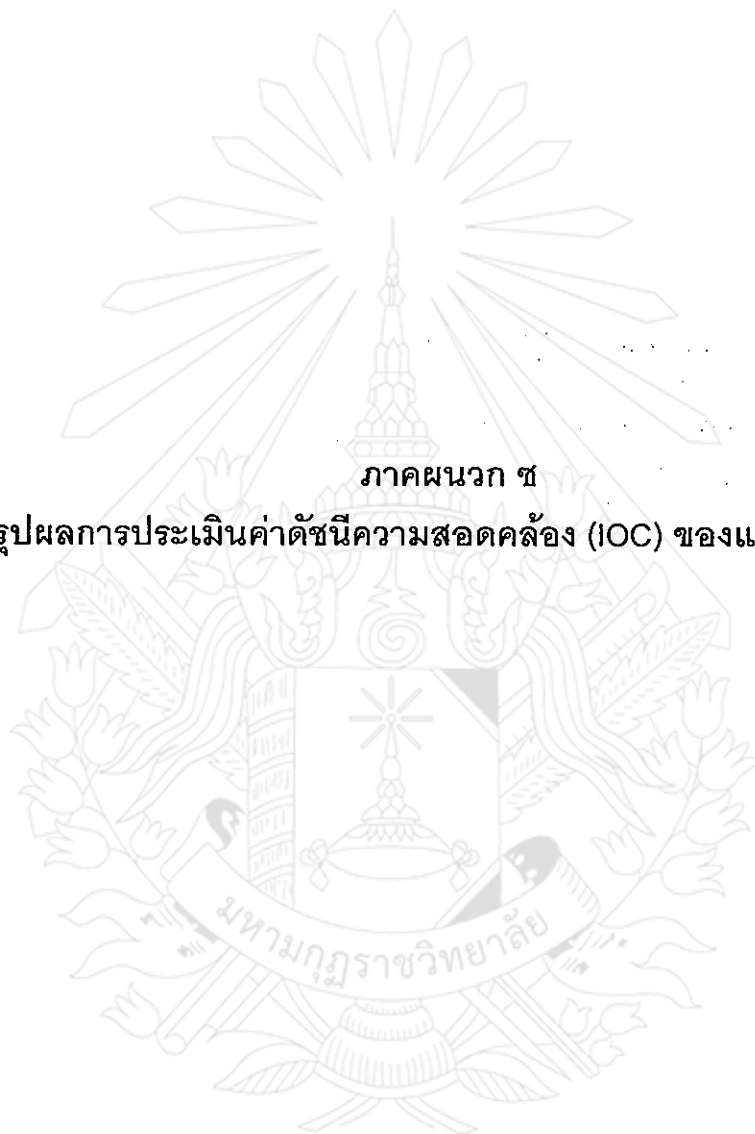 ภาคผนวก ซ
รุปผลการประเมินค่าดัชนีความสอดคล้อง (IOC) ของแ
มหามกุฏราชวิทยาลัย